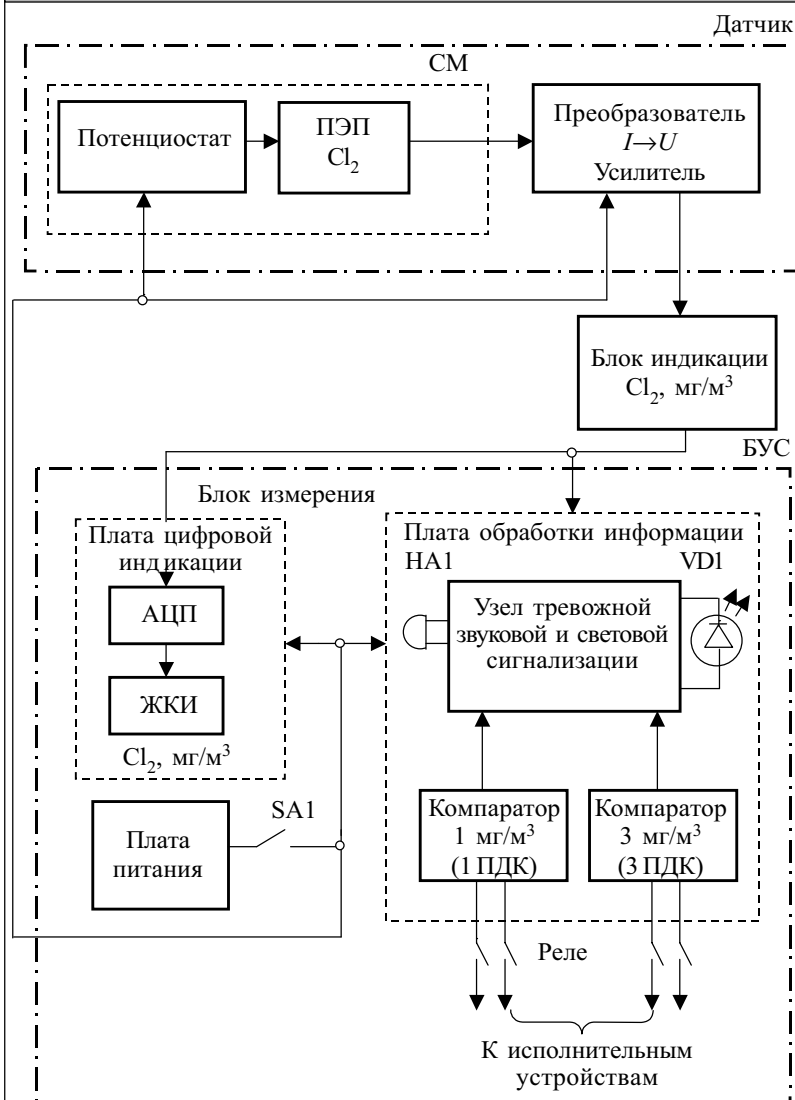 Датчик
СМ
Потенциостат
ПЭП
Cl₂
Преобразователь
I→U
Усилитель
Блок индикации
Cl₂, мг/м³
БУС
Блок измерения
Плата цифровой
индикации
АЦП
ЖКИ
Cl₂, мг/м³
Плата обработки информации
HA1
VD1
Узел тревожной
звуковой и световой
сигнализации
Плата
питания
SA1
Компаратор
1 мг/м³
(1 ПДК)
Компаратор
3 мг/м³
(3 ПДК)
Реле
К исполнительным
устройствам